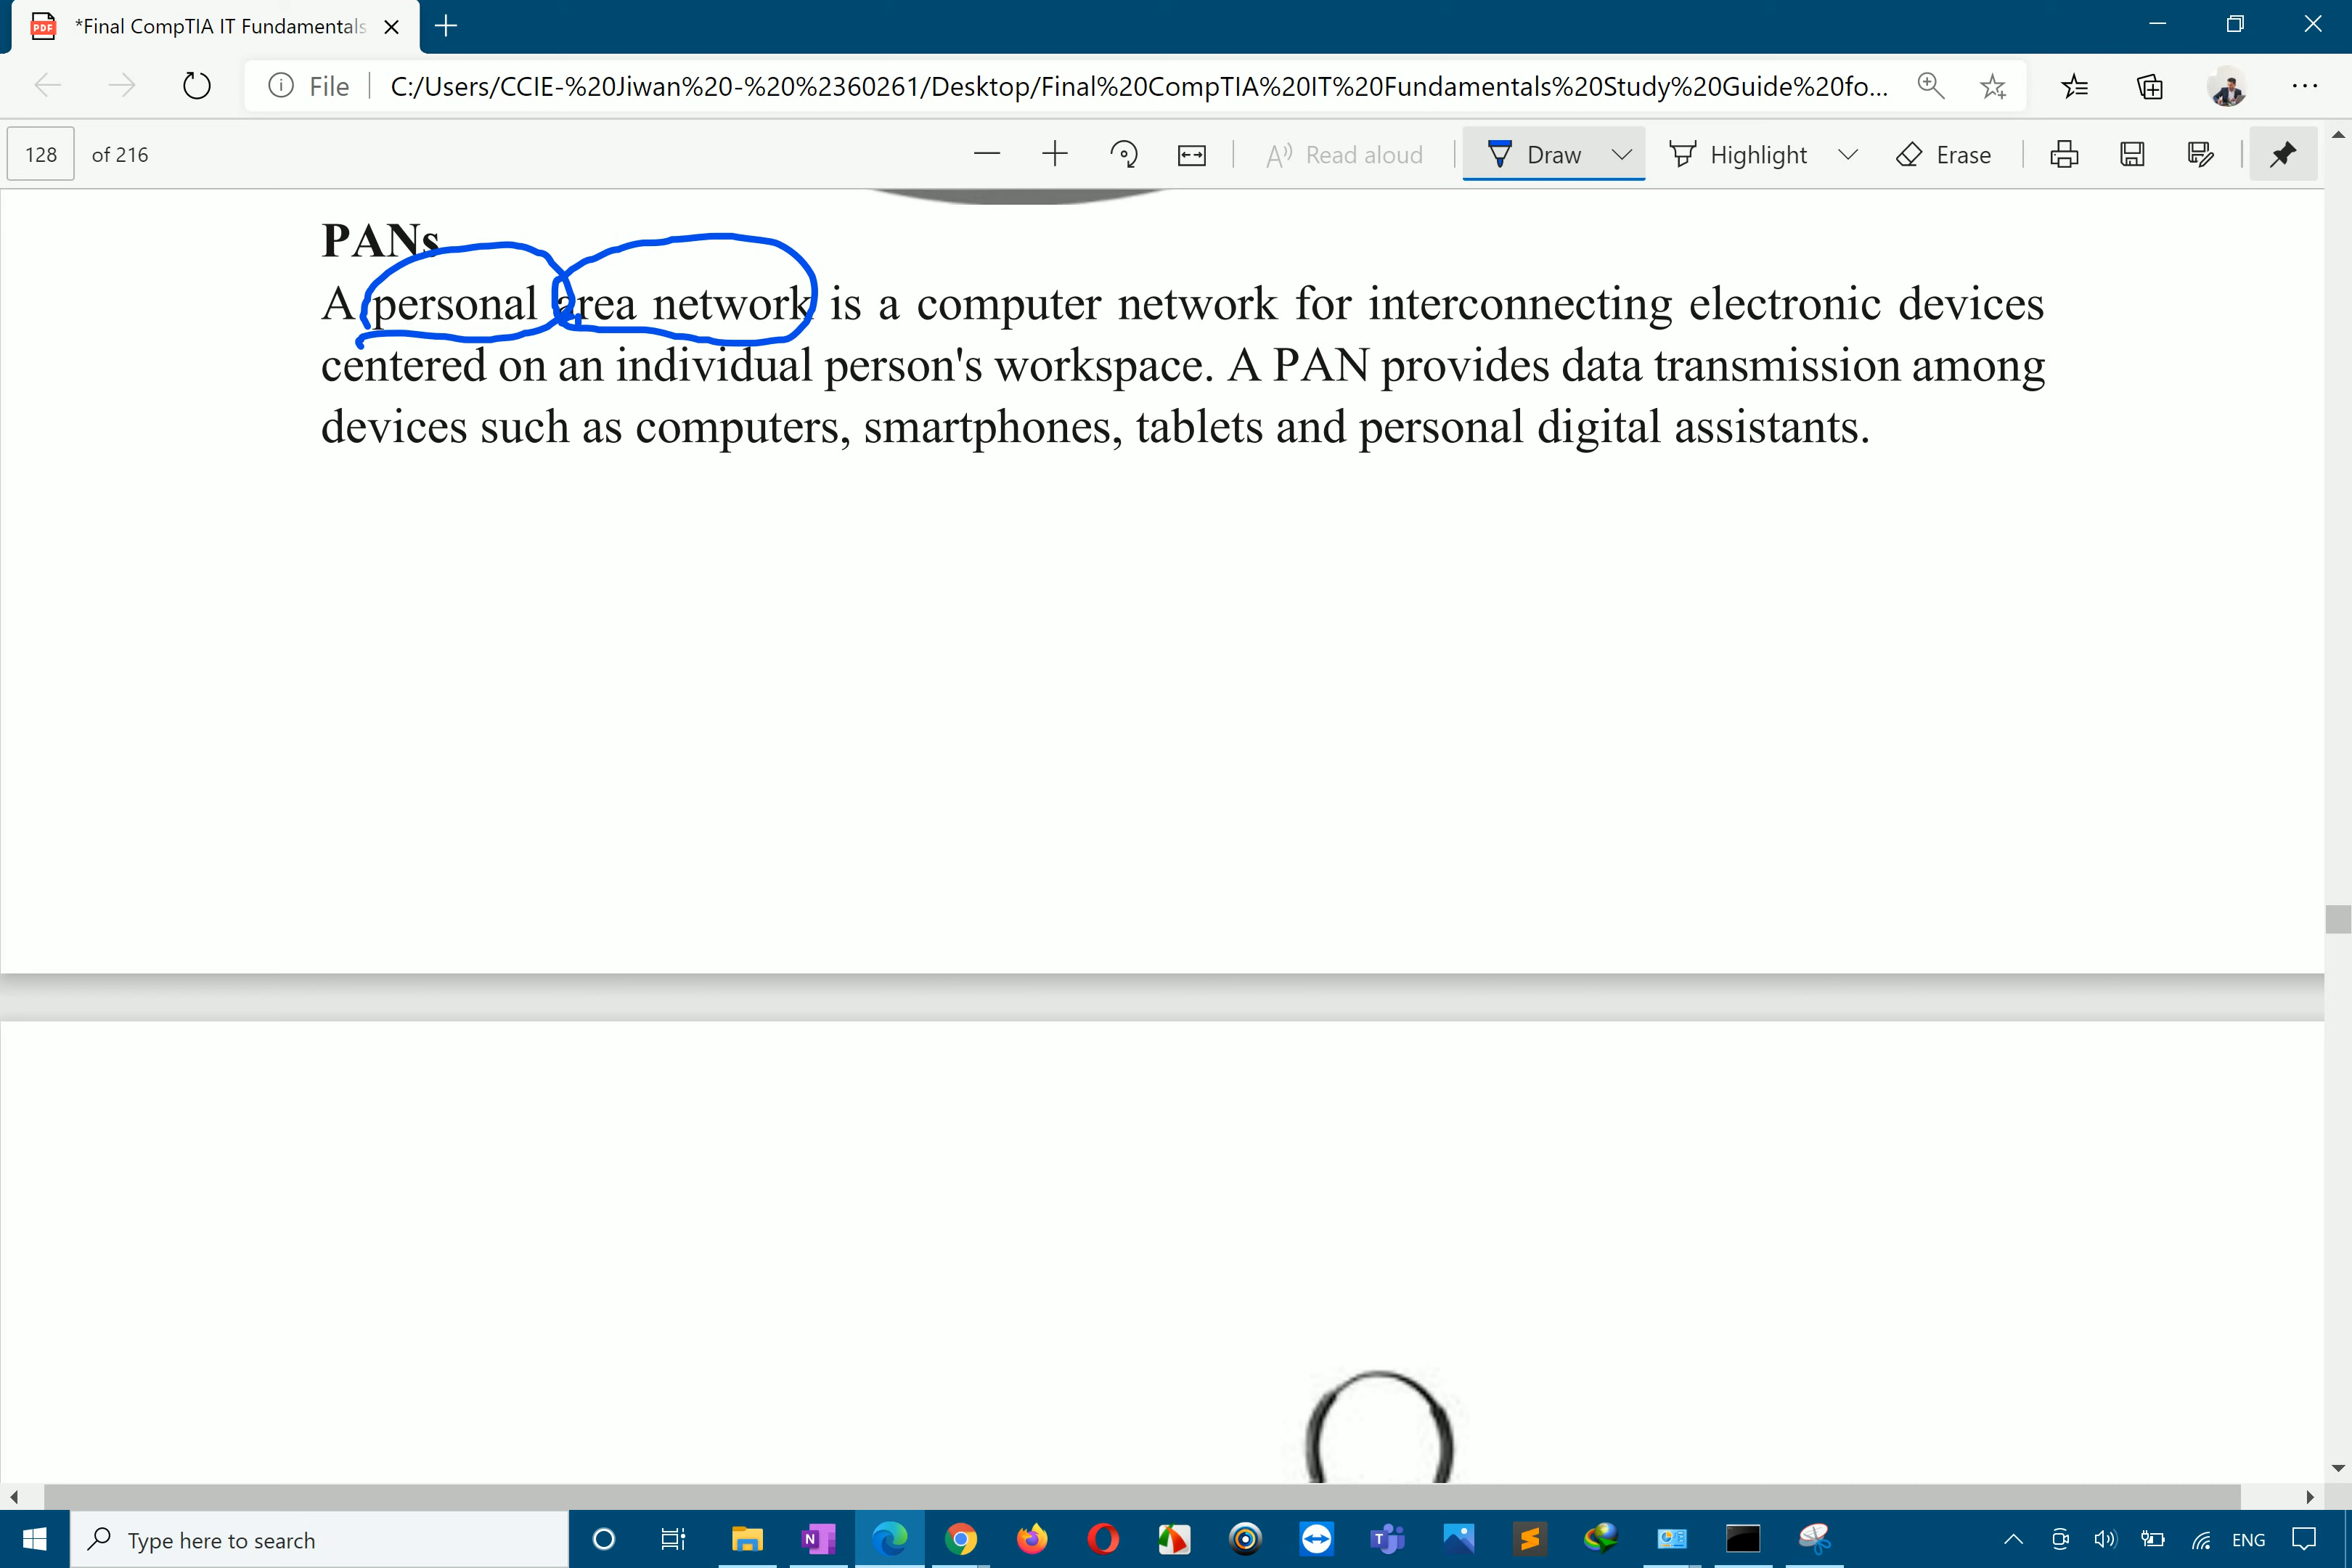 *Final CompTIA IT Fundamentals
File
C:/Users/CCIE-%20Jiwan%20-%20%2360261/Desktop/Final%20CompTIA%20IT%20Fundamentals%20Study%20Guide%20fo...
128 of 216
Read aloud
Draw
Highlight
Erase
PANs
A personal area network is a computer network for interconnecting electronic devices
centered on an individual person's workspace. A PAN provides data transmission among
devices such as computers, smartphones, tablets and personal digital assistants.
Type here to search
ENG